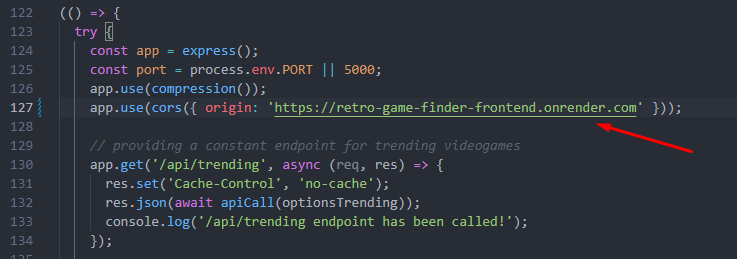 122 (() => {
123 try {
124 const app = express();
125 const port = process.env.PORT || 5000;
126 app.use(compression());
127 app.use(cors({ origin: 'https://retro-game-finder-frontend.onrender.com' }));
128
129 // providing a constant endpoint for trending videogames
130 app.get('/api/trending', async (req, res) => {
131 res.set('Cache-Control', 'no-cache');
132 res.json(await apiCall(optionsTrending));
133 console.log('/api/trending endpoint has been called!');
134 });
135